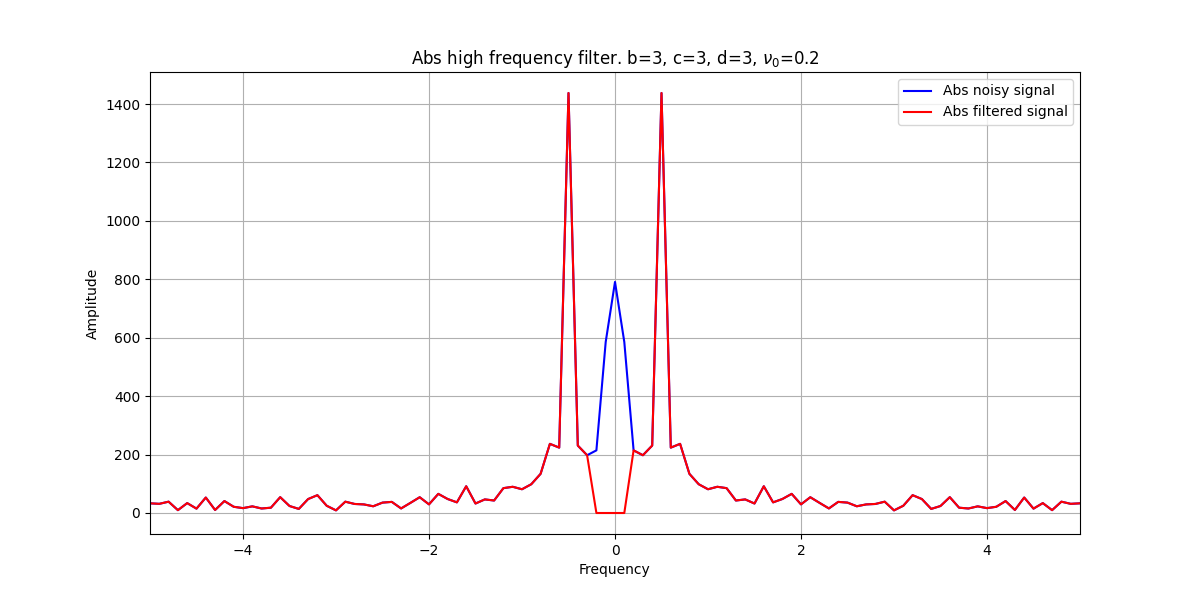 Abs high frequency filter. b=3, c=3, d=3, ν₀=0.2
Abs noisy signal
Abs filtered signal
1400
1200
1000
800
600
400
200
0
Amplitude
−4
−2
0
2
4
Frequency